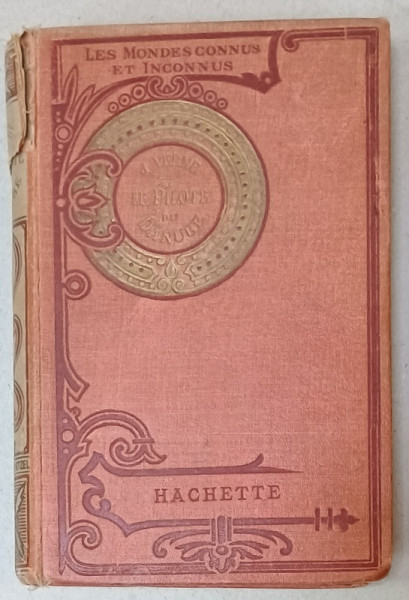 LES MONDES CONNUS
ET INCONNUS
J. VERNE
LE PILOTE
DU
DANUBE
HACHETTE